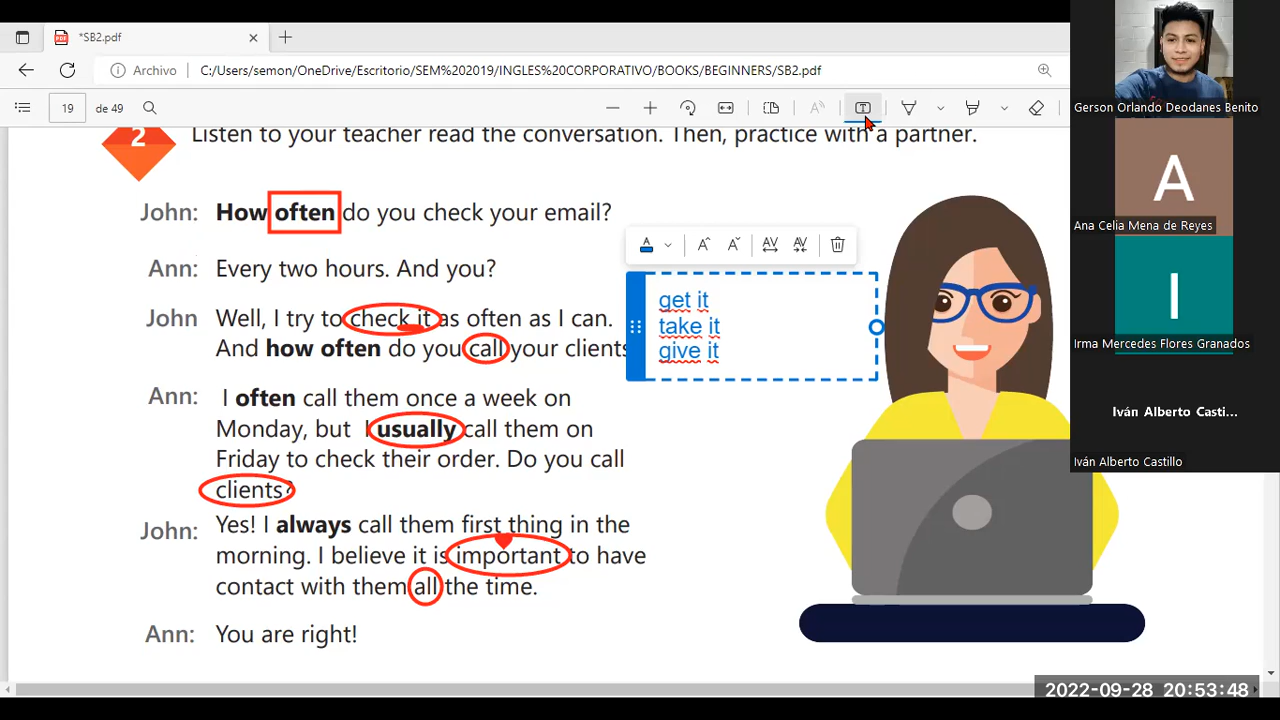 *SB2.pdf
Archivo
C:/Users/semon/OneDrive/Escritorio/SEM%
9/INGLES%20CORPORATIVO/BOOKS/BEGINNERS/SB2.pdf
19 de 49
2 Listen to your teacher read the conversation. Then, practice with a partner.
John: How often do you check your email?
Ann: Every two hours. And you?
John Well, I try to check it as often as I can.
And how often do you call your clients
Ann: I often call them once a week on
Monday, but I usually call them on
Friday to check their order. Do you call
clients?
John: Yes! I always call them first thing in the
morning. I believe it is important to have
contact with them all the time.
Ann: You are right!
get it
take it
give it
Gerson Orlando Deodanes Benito
A
Ana Celia Mena de Reyes
I
Irma Mercedes Flores Granados
Iván Alberto Casti...
Iván Alberto Castillo
2022-09-28 20:53:48